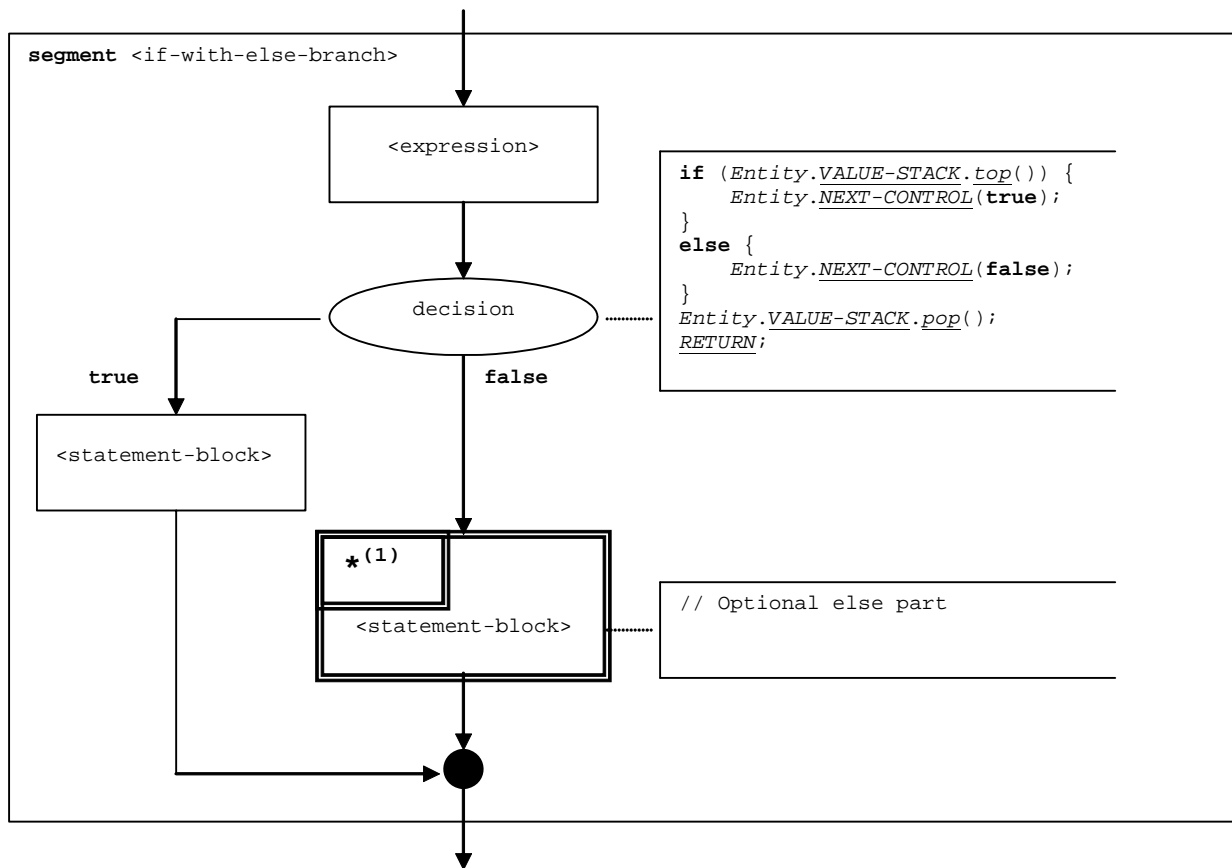 segment <if-with-else-branch>
<expression>
if (Entity.VALUE-STACK.top()) {
Entity.NEXT-CONTROL(true);
}
else {
Entity.NEXT-CONTROL(false);
}
Entity.VALUE-STACK.pop();
RETURN;
decision
true
false
<statement-block>
*(1)
<statement-block>
// Optional else part